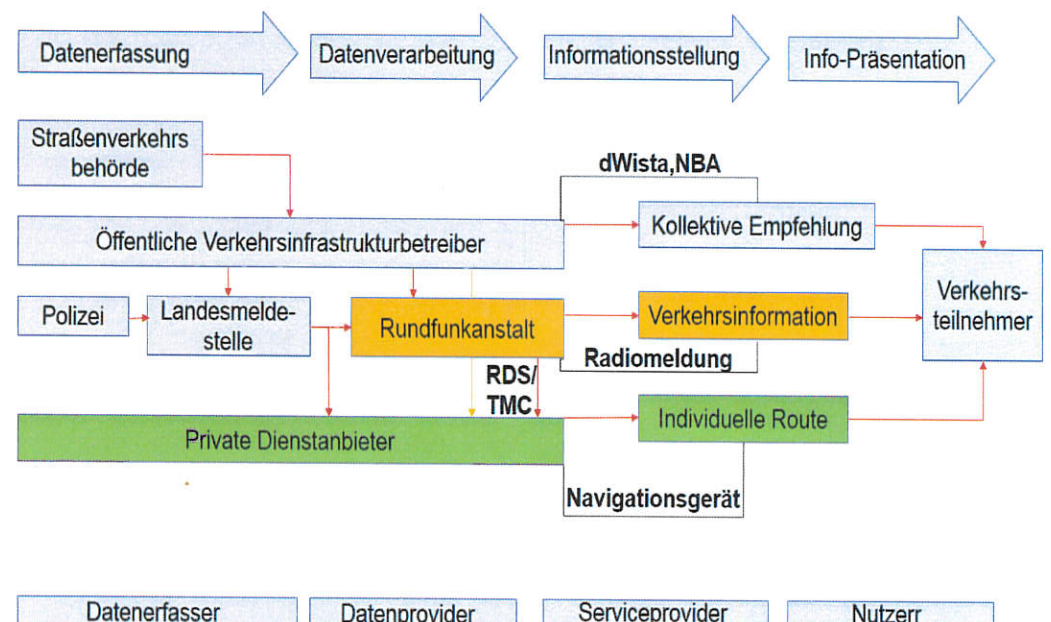 Datenerfassung
Datenverarbeitung
Informationsstellung
Info-Präsentation
Straßenverkehrs
behörde
dWista,NBA
Öffentliche Verkehrsinfrastrukturbetreiber
Kollektive Empfehlung
Polizei
Landesmelde-
stelle
Rundfunkanstalt
Verkehrsinformation
Verkehrs-
teilnehmer
Radiomeldung
RDS/
TMC
Private Dienstanbieter
Individuelle Route
Navigationsgerät
Datenerfasser
Datenprovider
Serviceprovider
Nutzerr